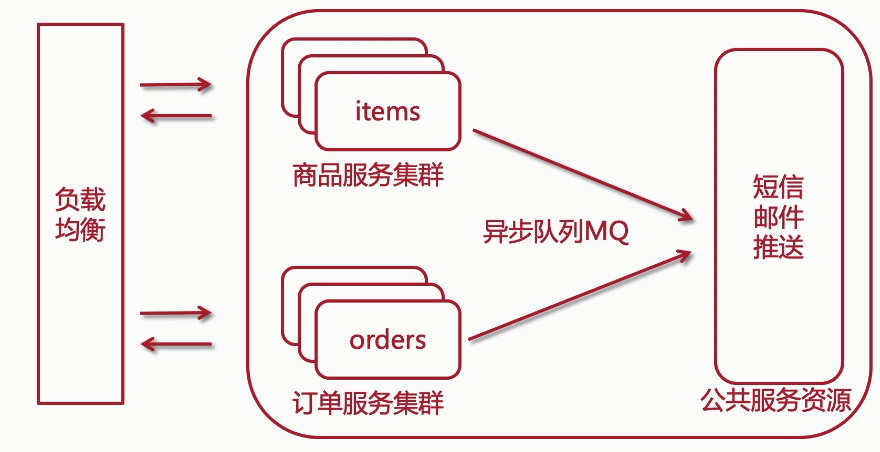 负载
均衡
items
商品服务集群
异步队列MQ
orders
订单服务集群
短信
邮件
推送
公共服务资源